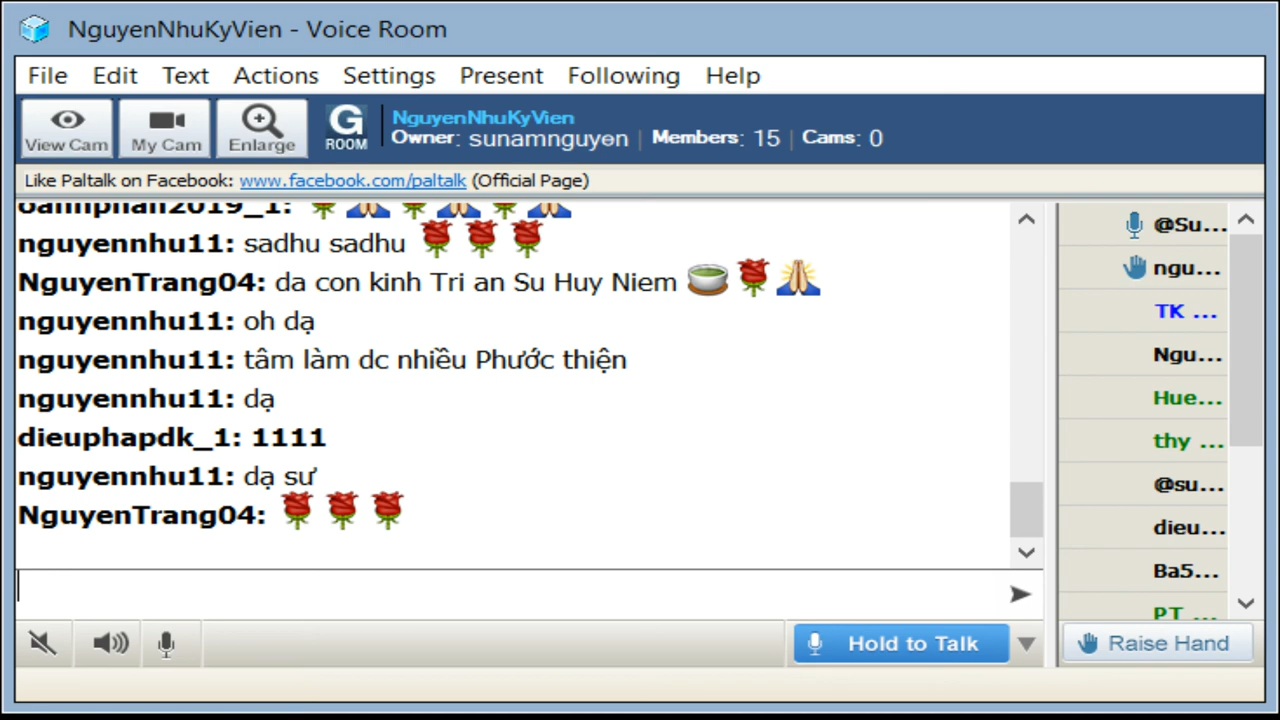 NguyenNhuKyVien - Voice Room
File Edit Text Actions Settings Present Following Help
View Cam My Cam Enlarge G ROOM
NguyenNhuKyVien
Owner: sunamnguyen | Members: 15 | Cams: 0
Like Paltalk on Facebook: www.facebook.com/paltalk (Official Page)
oanhphan2019_1:
nguyennhu11: sadhu sadhu
NguyenTrang04: da con kinh Tri an Su Huy Niem
nguyennhu11: oh dạ
nguyennhu11: tâm làm dc nhiều Phước thiện
nguyennhu11: dạ
dieuphapdk_1: 1111
nguyennhu11: dạ sư
NguyenTrang04:
@Su...
ngu...
TK ...
Ngu...
Hue...
thy ...
@su...
dieu...
Ba5...
PT ...
Hold to Talk
Raise Hand